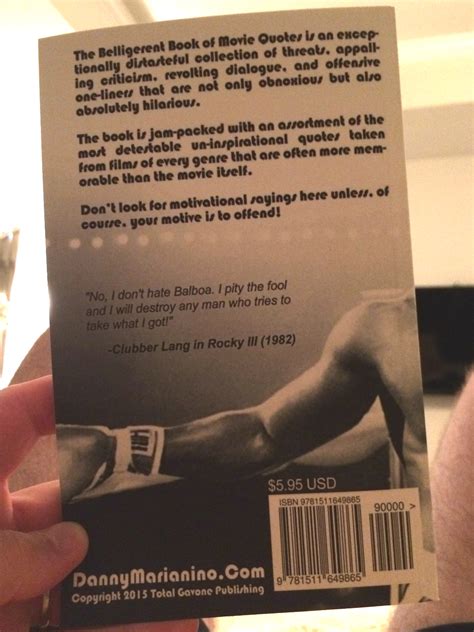 The Belligerent Book of Movie Quotes is an excep-
tionally distasteful collection of threats, appall-
ing criticism, revolting dialogue, and offensive
one-liners that are not only obnoxious but also
absolutely hilarious.
The book is jam-packed with an assortment of the
most detestable un-inspirational quotes taken
from films of every genre that are often more mem-
orable than the movie itself.
Don't look for motivational sayings here unless, of
course, your motive is to offend!
"No, I don't hate Balboa. I pity the fool
and I will destroy any man who tries to
take what I got!"
-Clubber Lang in Rocky III (1982)
$5.95 USD
ISBN 9781511649865
90000 >
9 781511 649865
DannyMarianino.Com
Copyright 2015 Total Gavone Publishing